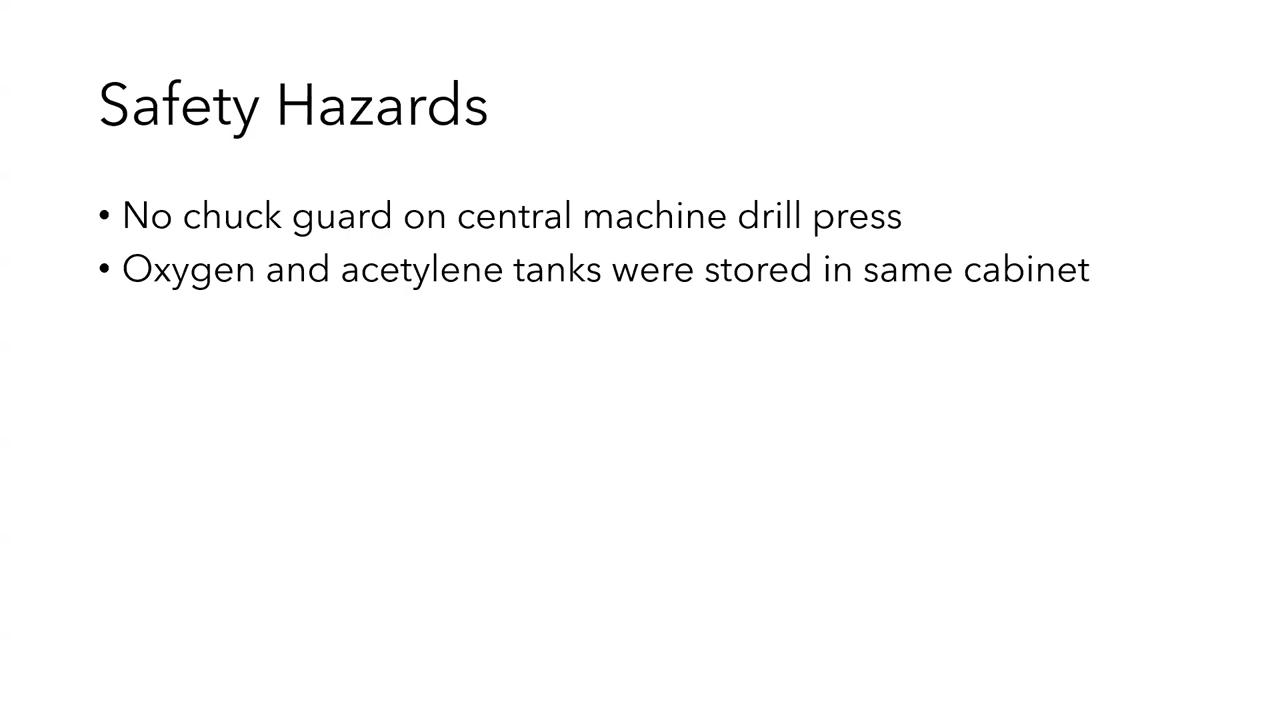 Safety Hazards
• No chuck guard on central machine drill press
• Oxygen and acetylene tanks were stored in same cabinet